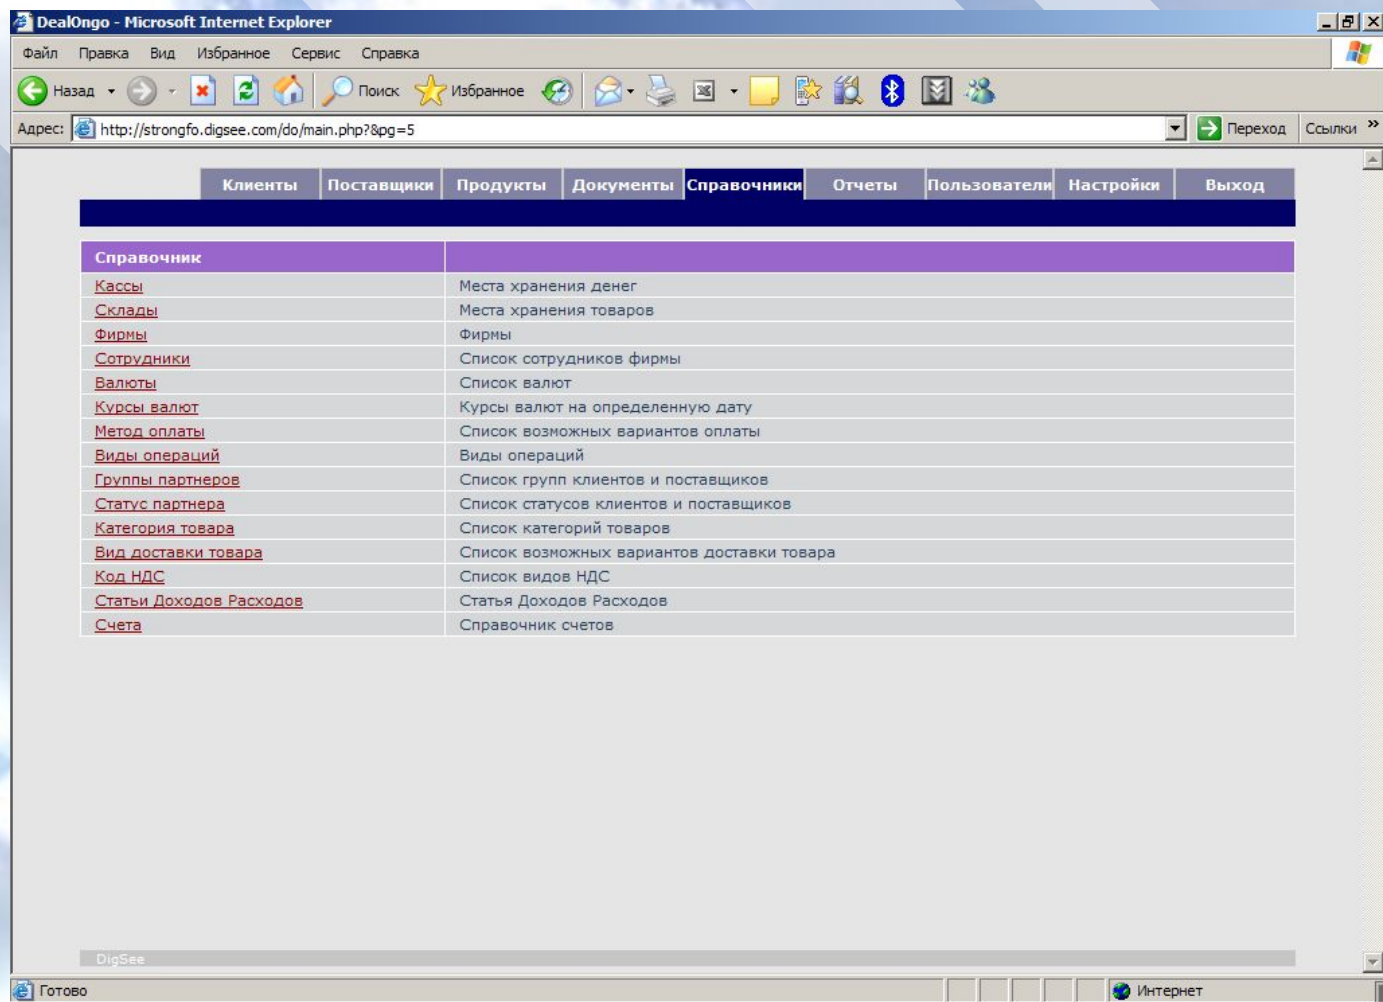 DealOngo - Microsoft Internet Explorer
Файл Правка Вид Избранное Сервис Справка
Назад Поиск Избранное
Адрес: http://strongfo.digsee.com/do/main.php?&pg=5 Переход Ссылки »
Клиенты Поставщики Продукты Документы Справочники Отчеты Пользователи Настройки Выход
Справочник
Кассы Места хранения денег
Склады Места хранения товаров
Фирмы Фирмы
Сотрудники Список сотрудников фирмы
Валюты Список валют
Курсы валют Курсы валют на определенную дату
Метод оплаты Список возможных вариантов оплаты
Виды операций Виды операций
Группы партнеров Список групп клиентов и поставщиков
Статус партнера Список статусов клиентов и поставщиков
Категория товара Список категорий товаров
Вид доставки товара Список возможных вариантов доставки товара
Код НДС Список видов НДС
Статьи Доходов Расходов Статья Доходов Расходов
Счета Справочник счетов
DigSee
Готово Интернет